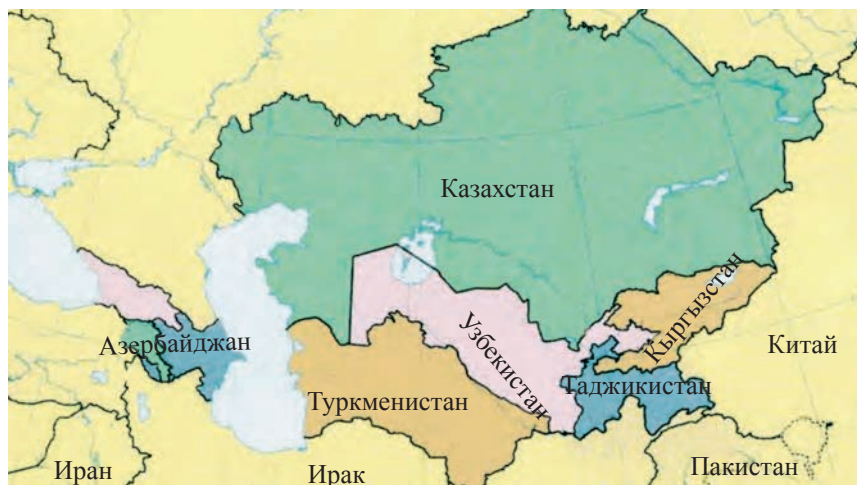 Казахстан
Кыргызстан
Узбекистан
Азербайджан
Китай
Таджикистан
Туркменистан
Иран
Ирак
Пакистан